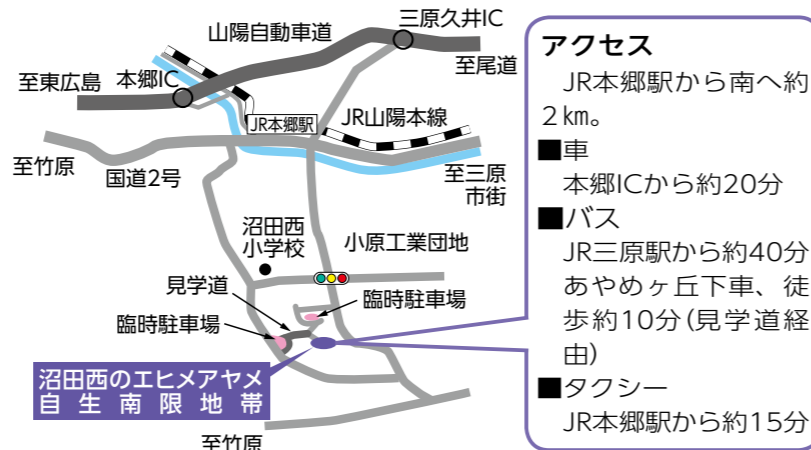 山陽自動車道
三原久井IC
至尾道
至東広島
本郷IC
JR本郷駅
JR山陽本線
至竹原
国道2号
至三原
市街
沼田西
小学校
小原工業団地
見学道
臨時駐車場
臨時駐車場
沼田西のエヒメアヤメ
自生南限地帯
至竹原
アクセス
JR本郷駅から南へ約
2㎞。
■車
本郷ICから約20分
■バス
JR三原駅から約40分
あやめヶ丘下車、徒
歩約10分(見学道経
由)
■タクシー
JR本郷駅から約15分